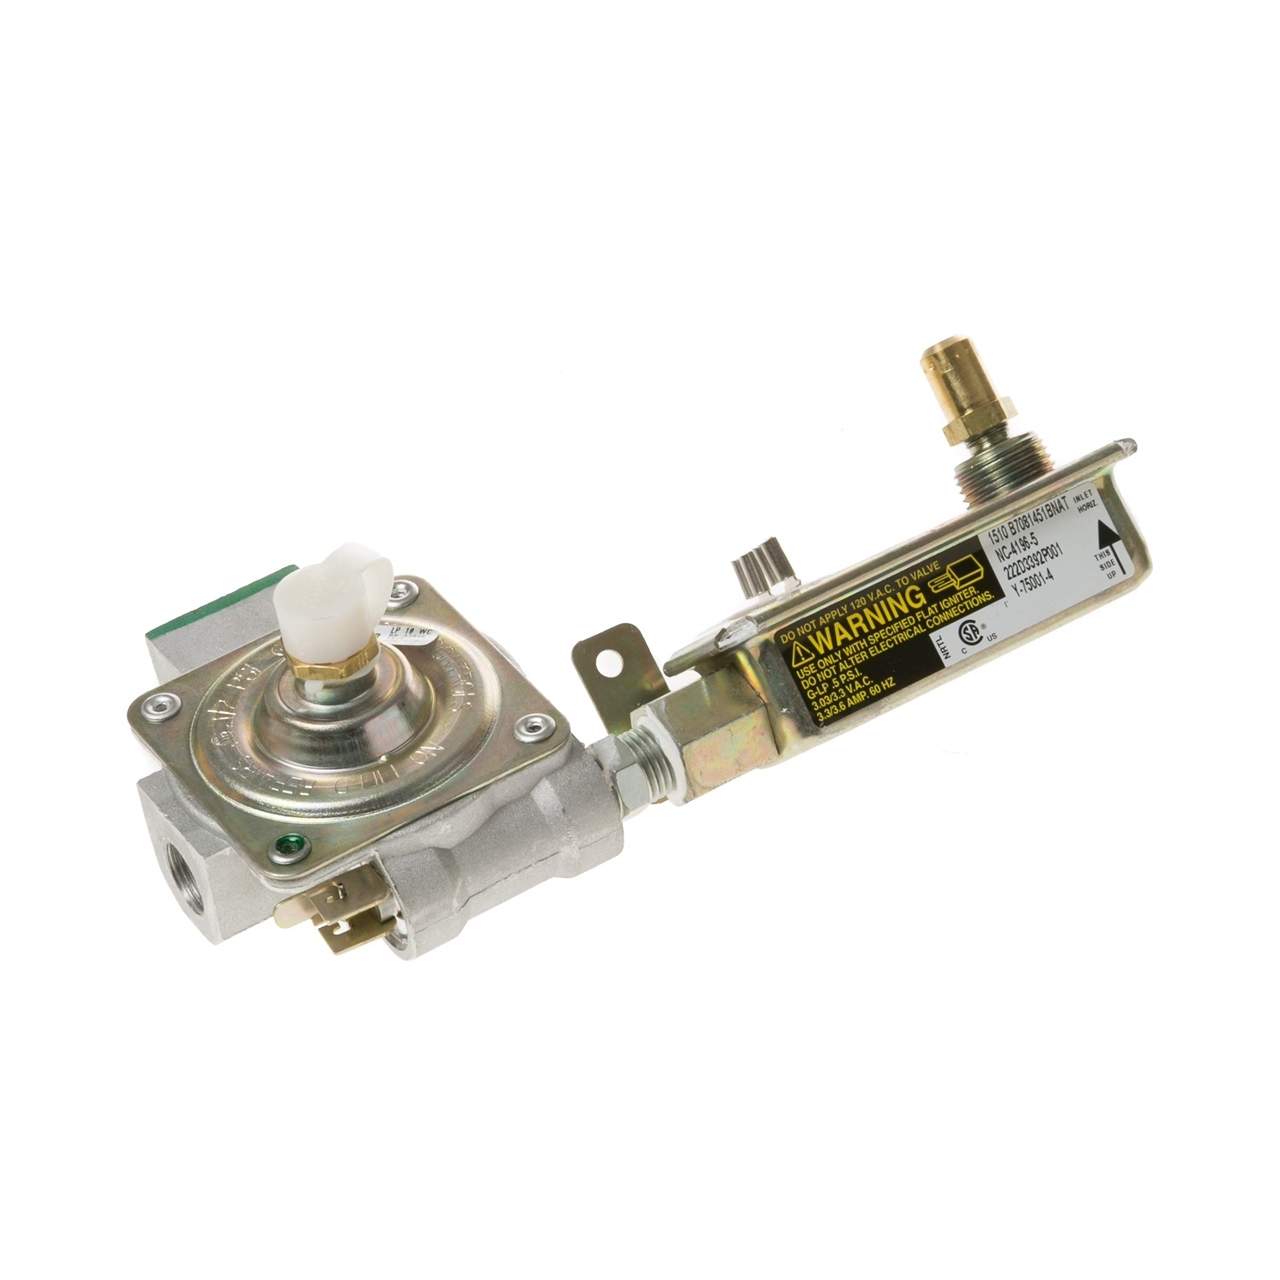 1510 B7081451BNAT
NC-4196-5
222D3392P001
Y-75001-4
INLET
HORIZ.
THIS
SIDE
UP
DO NOT APPLY 120 V.A.C. TO VALVE
WARNING
USE ONLY WITH SPECIFIED FLAT IGNITER.
DO NOT ALTER ELECTRICAL CONNECTIONS.
G-LP .5 P.S.I.
3.03/3.3 V.A.C.
3.3/3.6 AMP. 60 HZ
NRTL
C
SA
®
US
LP 10 WC